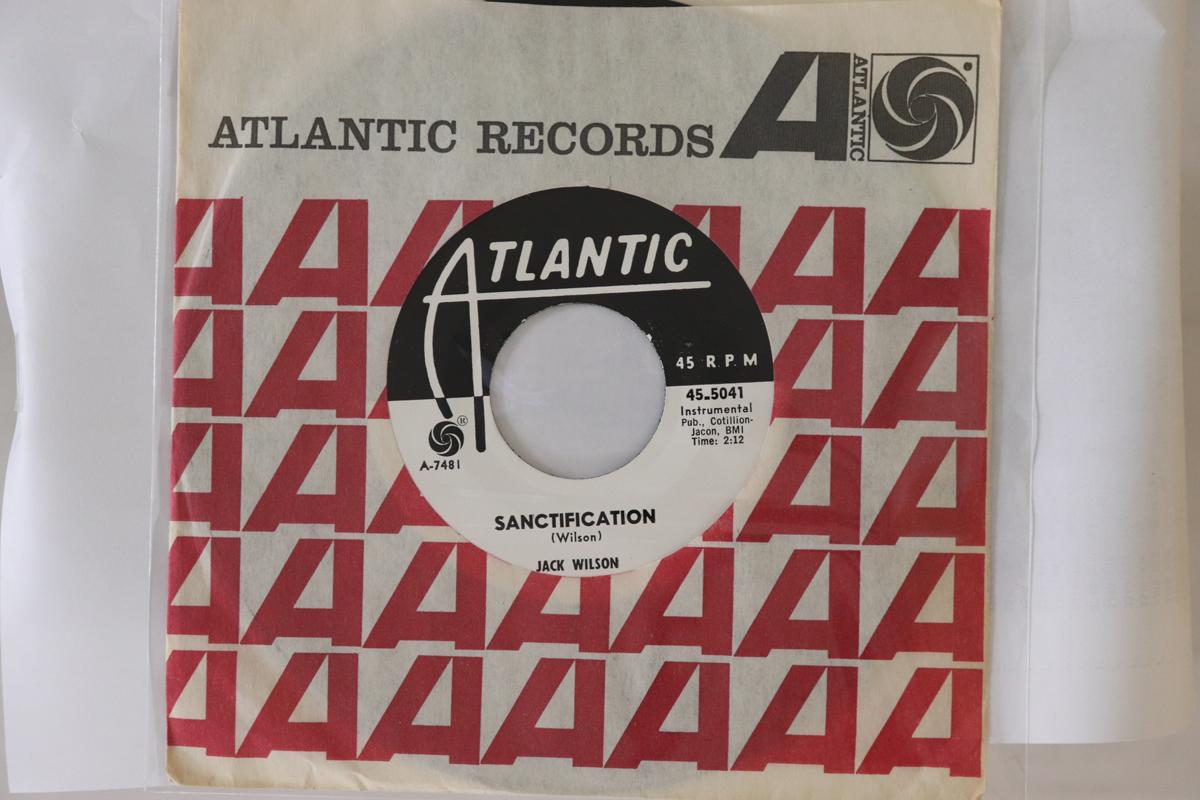 ATLANTIC RECORDS
A
ATLANTIC
ATLANTIC
45 R.P.M
45-5041
Instrumental
Pub., Cotillion-
Jacon, BMI
Time: 2:12
®
A-7481
SANCTIFICATION
(Wilson)
JACK WILSON